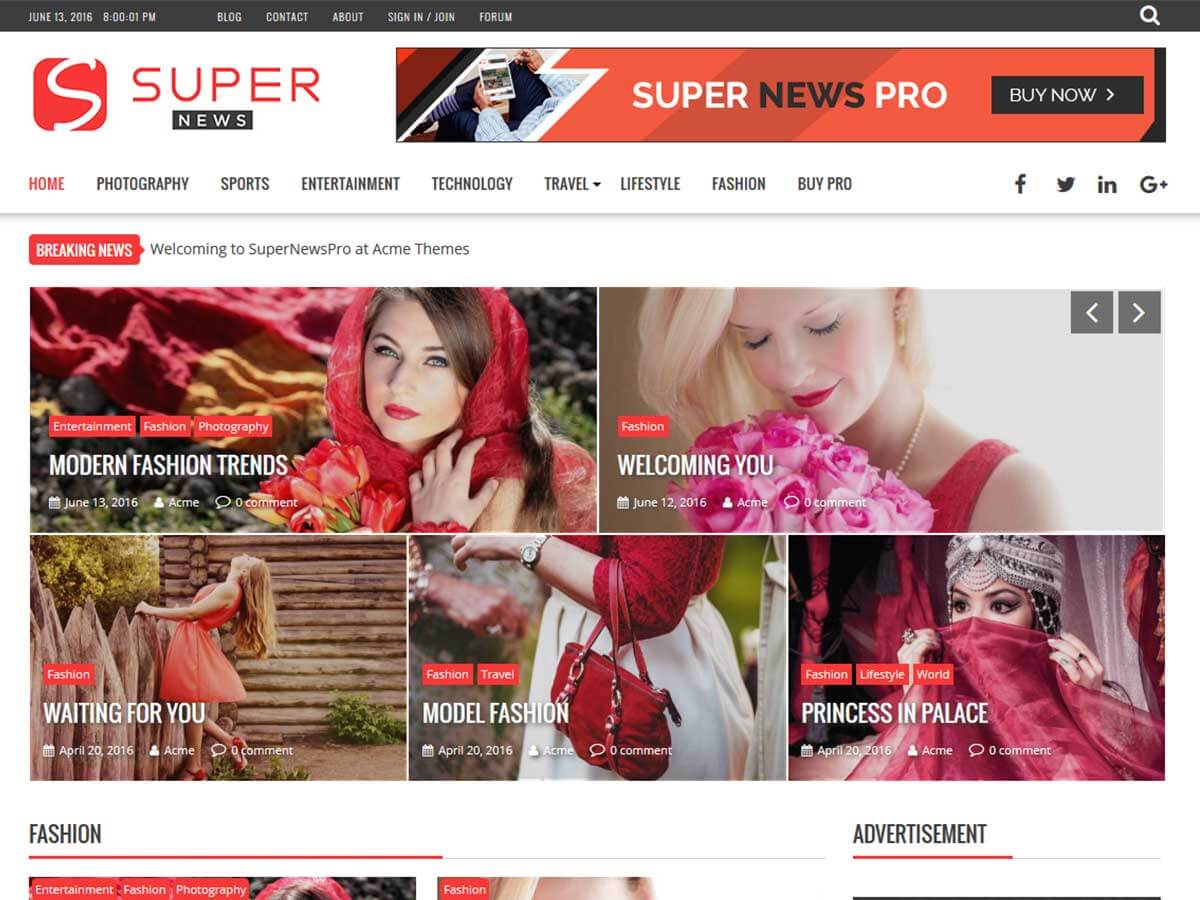 JUNE 13, 2016 8:00:01 PM BLOG CONTACT ABOUT SIGN IN / JOIN FORUM
S SUPER
NEWS
SUPER NEWS PRO BUY NOW
HOME PHOTOGRAPHY SPORTS ENTERTAINMENT TECHNOLOGY TRAVEL LIFESTYLE FASHION BUY PRO
BREAKING NEWS Welcoming to SuperNewsPro at Acme Themes
Entertainment Fashion Photography
MODERN FASHION TRENDS
June 13, 2016 Acme 0 comment
Fashion
WELCOMING YOU
June 12, 2016 Acme 0 comment
Fashion
WAITING FOR YOU
April 20, 2016 Acme 0 comment
Fashion Travel
MODEL FASHION
April 20, 2016 Acme 0 comment
Fashion Lifestyle World
PRINCESS IN PALACE
April 20, 2016 Acme 0 comment
FASHION
ADVERTISEMENT
Entertainment Fashion Photography
Fashion